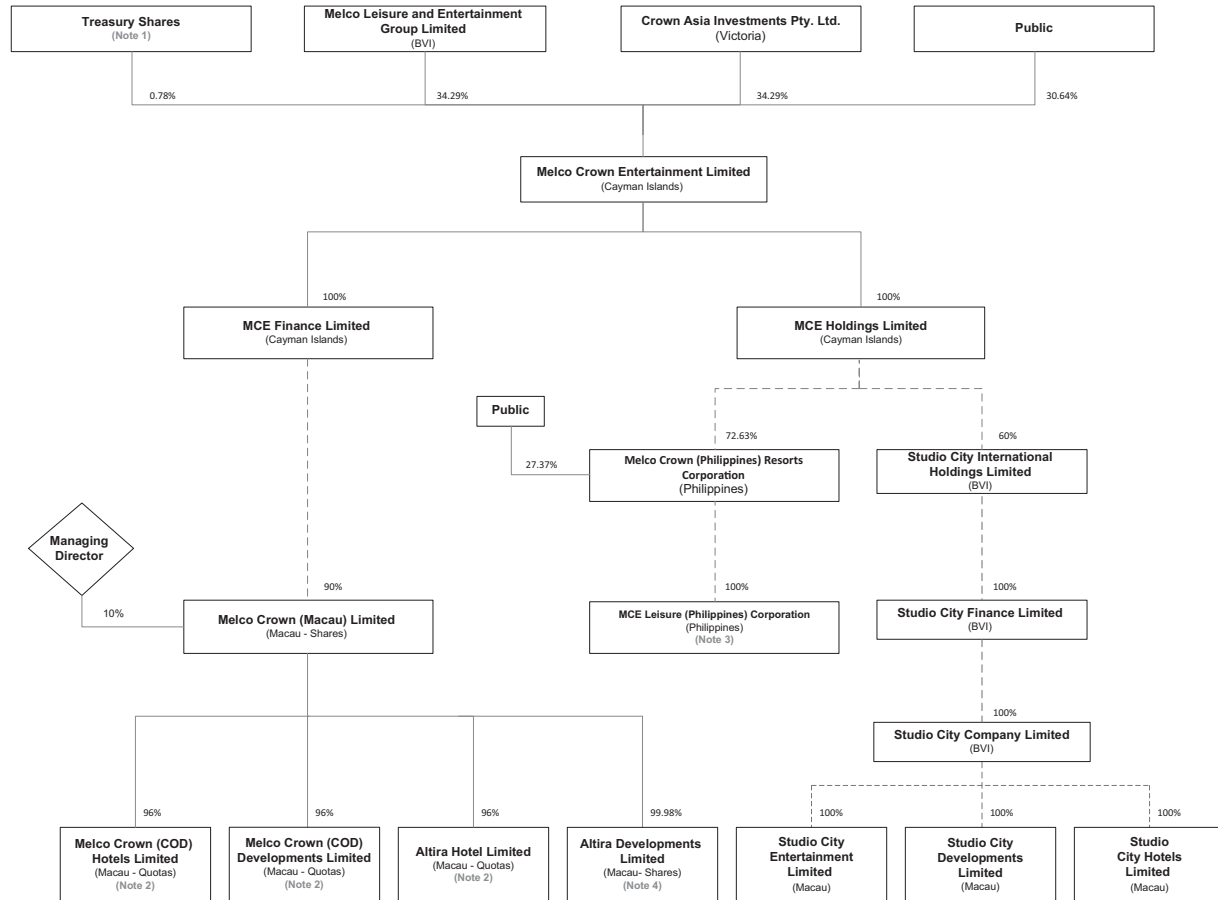 Treasury Shares
(Note 1)
Melco Leisure and Entertainment
Group Limited
(BVI)
Crown Asia Investments Pty. Ltd.
(Victoria)
Public
0.78%
34.29%
34.29%
30.64%
Melco Crown Entertainment Limited
(Cayman Islands)
100%
100%
MCE Finance Limited
(Cayman Islands)
MCE Holdings Limited
(Cayman Islands)
Public
27.37%
72.63%
60%
Melco Crown (Philippines) Resorts
Corporation
(Philippines)
Studio City International
Holdings Limited
(BVI)
Managing
Director
10%
90%
100%
100%
Melco Crown (Macau) Limited
(Macau - Shares)
MCE Leisure (Philippines) Corporation
(Philippines)
(Note 3)
Studio City Finance Limited
(BVI)
100%
Studio City Company Limited
(BVI)
96%
96%
96%
99.98%
100%
100%
100%
Melco Crown (COD)
Hotels Limited
(Macau - Quotas)
(Note 2)
Melco Crown (COD)
Developments Limited
(Macau - Quotas)
(Note 2)
Altira Hotel Limited
(Macau - Quotas)
(Note 2)
Altira Developments
Limited
(Macau- Shares)
(Note 4)
Studio City
Entertainment
Limited
(Macau)
Studio City
Developments
Limited
(Macau)
Studio
City Hotels
Limited
(Macau)